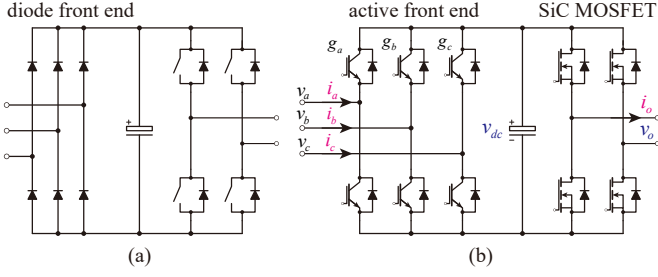 diode front end
active front end
SiC MOSFET
g_a
g_b
g_c
v_a
i_a
v_b
i_b
v_c
i_c
+
+
v_dc
−
i_o
v_o
(a)
(b)